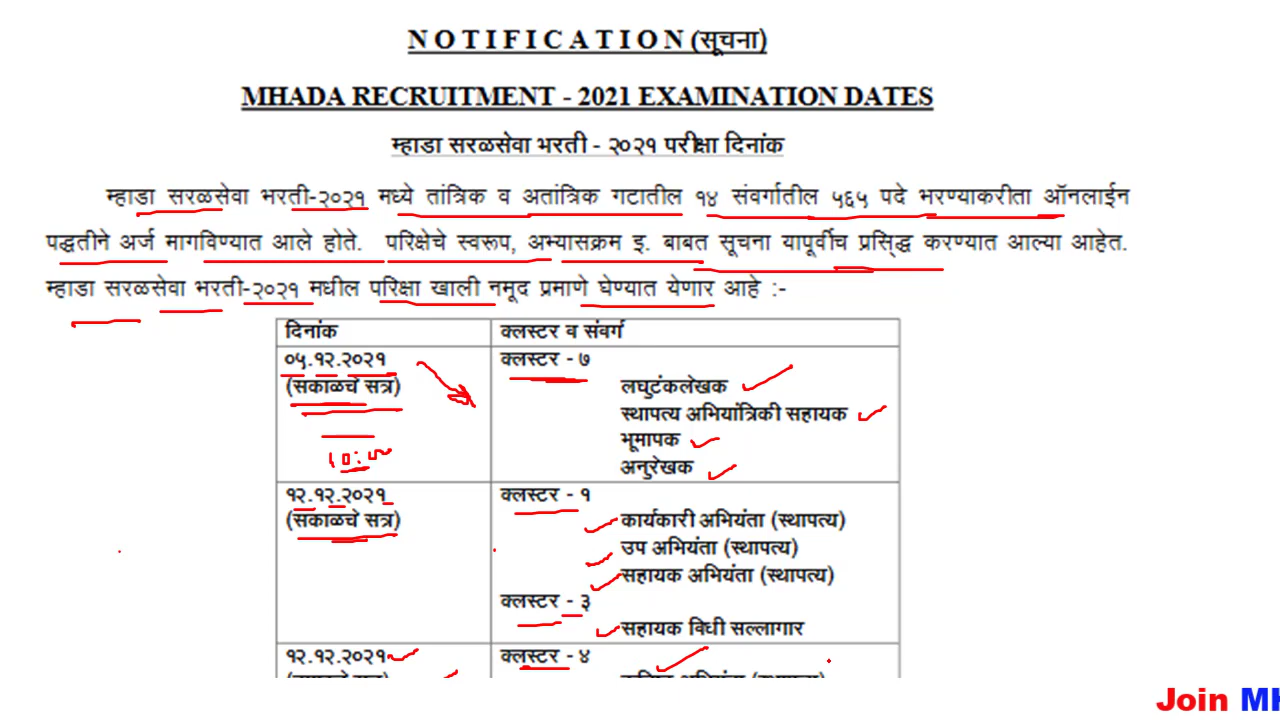 N O T I F I C A T I O N (सूचना)
MHADA RECRUITMENT - 2021 EXAMINATION DATES
म्हाडा सरळसेवा भरती - २०२१ परीक्षा दिनांक
म्हाडा सरळसेवा भरती-२०२१ मध्ये तांत्रिक व अतांत्रिक गटातील १४ संवर्गातील ५६५ पदे भरण्याकरीता ऑनलाईन
पद्धतीने अर्ज मागविण्यात आले होते. परिक्षेचे स्वरूप, अभ्यासक्रम इ. बाबत सूचना यापूर्वीच प्रसिद्ध करण्यात आल्या आहेत.
म्हाडा सरळसेवा भरती-२०२१ मधील परिक्षा खाली नमूद प्रमाणे घेण्यात येणार आहे :-
दिनांक क्लस्टर व संवर्ग
०५.१२.२०२१ क्लस्टर - ७
(सकाळचे सत्र) लघुटंकलेखक
स्थापत्य अभियांत्रिकी सहायक
भूमापक
10:00 अनुरेखक
१२.१२.२०२१ क्लस्टर - १
(सकाळचे सत्र) कार्यकारी अभियंता (स्थापत्य)
उप अभियंता (स्थापत्य)
सहायक अभियंता (स्थापत्य)
क्लस्टर - ३
सहायक विधी सल्लागार
१२.१२.२०२१ क्लस्टर - ४
Join MH